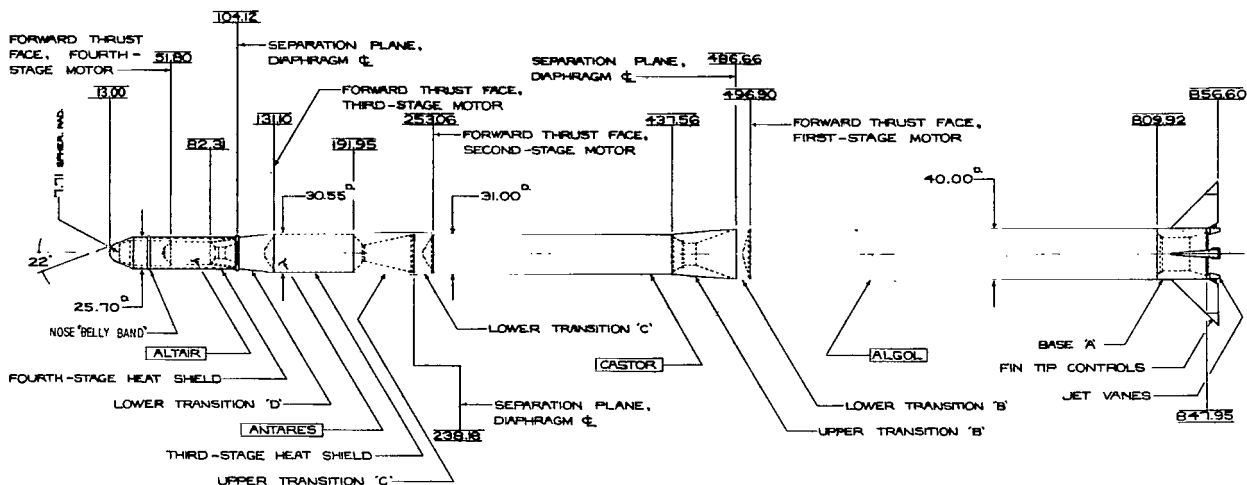 104.12
FORWARD THRUST
FACE, FOURTH-
STAGE MOTOR
51.80
13.00
SEPARATION PLANE,
DIAPHRAGM ℄
FORWARD THRUST FACE,
THIRD-STAGE MOTOR
131.10
82.31
191.95
253.06
FORWARD THRUST FACE,
SECOND-STAGE MOTOR
SEPARATION PLANE,
DIAPHRAGM ℄
486.66
496.90
437.56
FORWARD THRUST FACE,
FIRST-STAGE MOTOR
856.60
809.92
7.71 SPHER. RAD.
30.55 D.
31.00 D.
40.00 D.
22°
25.70 D.
NOSE "BELLY BAND"
ALTAIR
FOURTH-STAGE HEAT SHIELD
LOWER TRANSITION 'D'
ANTARES
THIRD-STAGE HEAT SHIELD
UPPER TRANSITION 'C'
LOWER TRANSITION 'C'
SEPARATION PLANE,
DIAPHRAGM ℄
238.18
CASTOR
ALGOL
LOWER TRANSITION 'B'
UPPER TRANSITION 'B'
BASE 'A'
FIN TIP CONTROLS
JET VANES
847.95